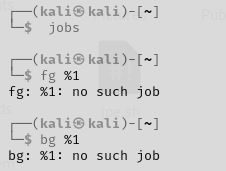 ┌──(kali㉿kali)-[~]
└─$ jobs
┌──(kali㉿kali)-[~]
└─$ fg %1
fg: %1: no such job
┌──(kali㉿kali)-[~]
└─$ bg %1
bg: %1: no such job